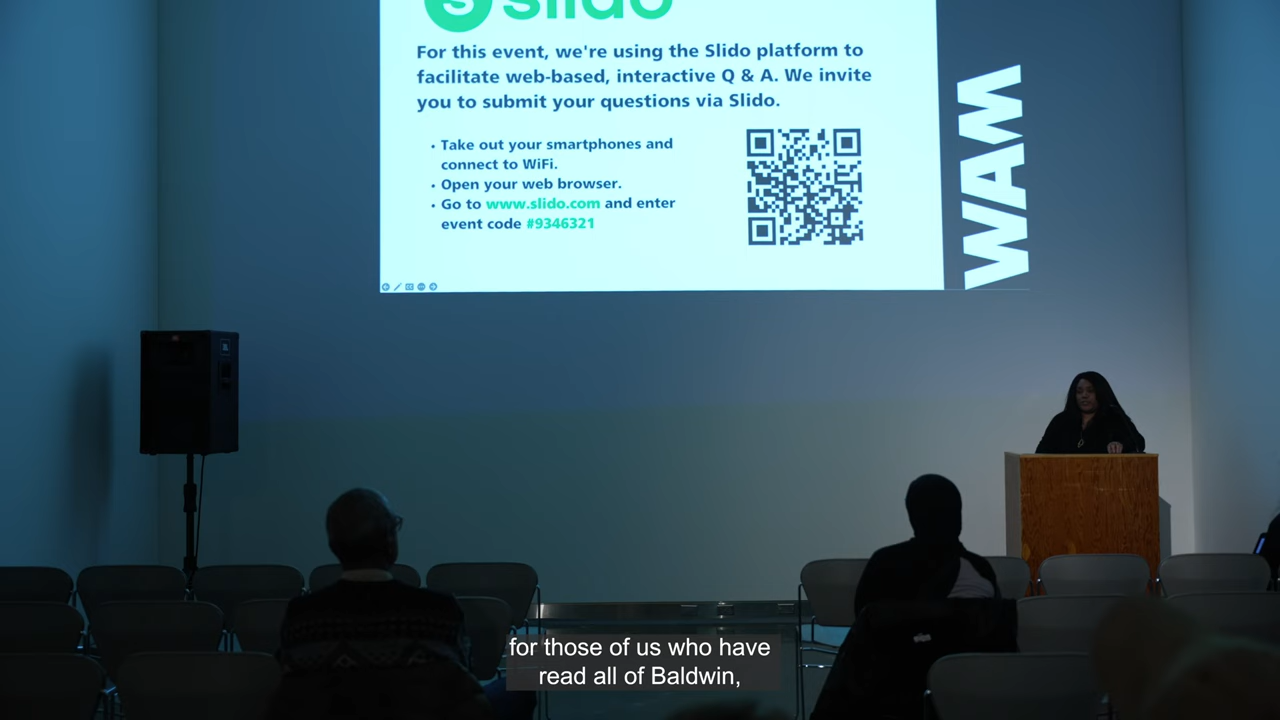 slido
For this event, we're using the Slido platform to
facilitate web-based, interactive Q & A. We invite
you to submit your questions via Slido.
• Take out your smartphones and
connect to WiFi.
• Open your web browser.
• Go to www.slido.com and enter
event code #9346321
WAM
for those of us who have
read all of Baldwin,